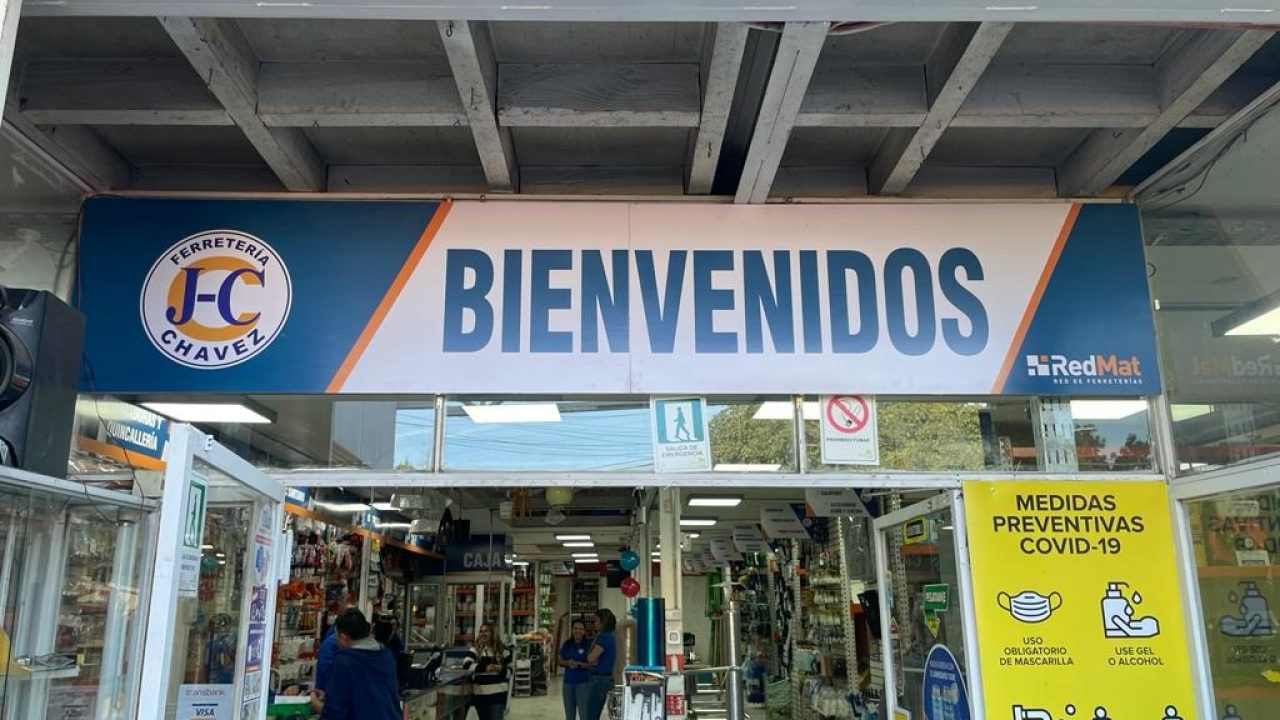 FERRETERIA
J-C
CHAVEZ
BIENVENIDOS
RedMat
RED DE FERRETERÍAS
QUINCALLERÍA
SALIDA DE
EMERGENCIA
PROHIBIDO FUMAR
CAJA
MEDIDAS
PREVENTIVAS
COVID-19
USO
OBLIGATORIO
DE MASCARILLA
USE GEL
O ALCOHOL
transbank.
VISA